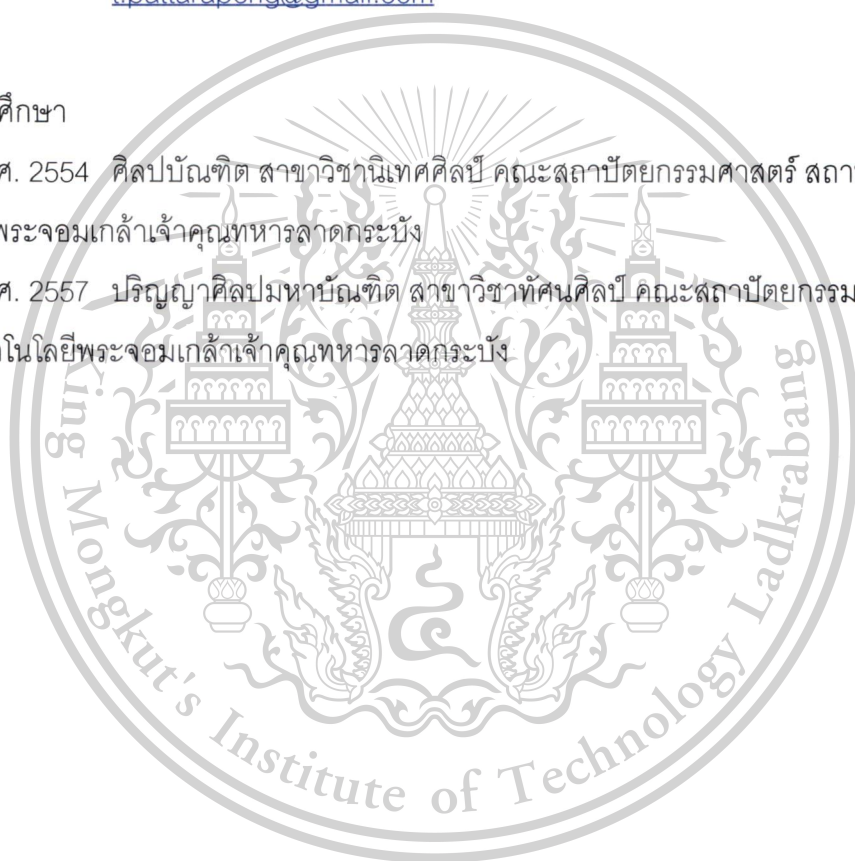 ศึกษา
ศ. 2554 ศิลปบัณฑิต สาขาวิชานิเทศศิลป์ คณะสถาปัตยกรรมศาสตร์ สถา
พระจอมเกล้าเจ้าคุณทหารลาดกระบัง
ศ. 2557 ปริญญาศิลปมหาบัณฑิต สาขาวิชาทัศนศิลป์ คณะสถาปัตยกรรม
นโลยีพระจอมเกล้าเจ้าคุณทหารลาดกระบัง
King Mongkut's Institute of Technology Ladkrabang